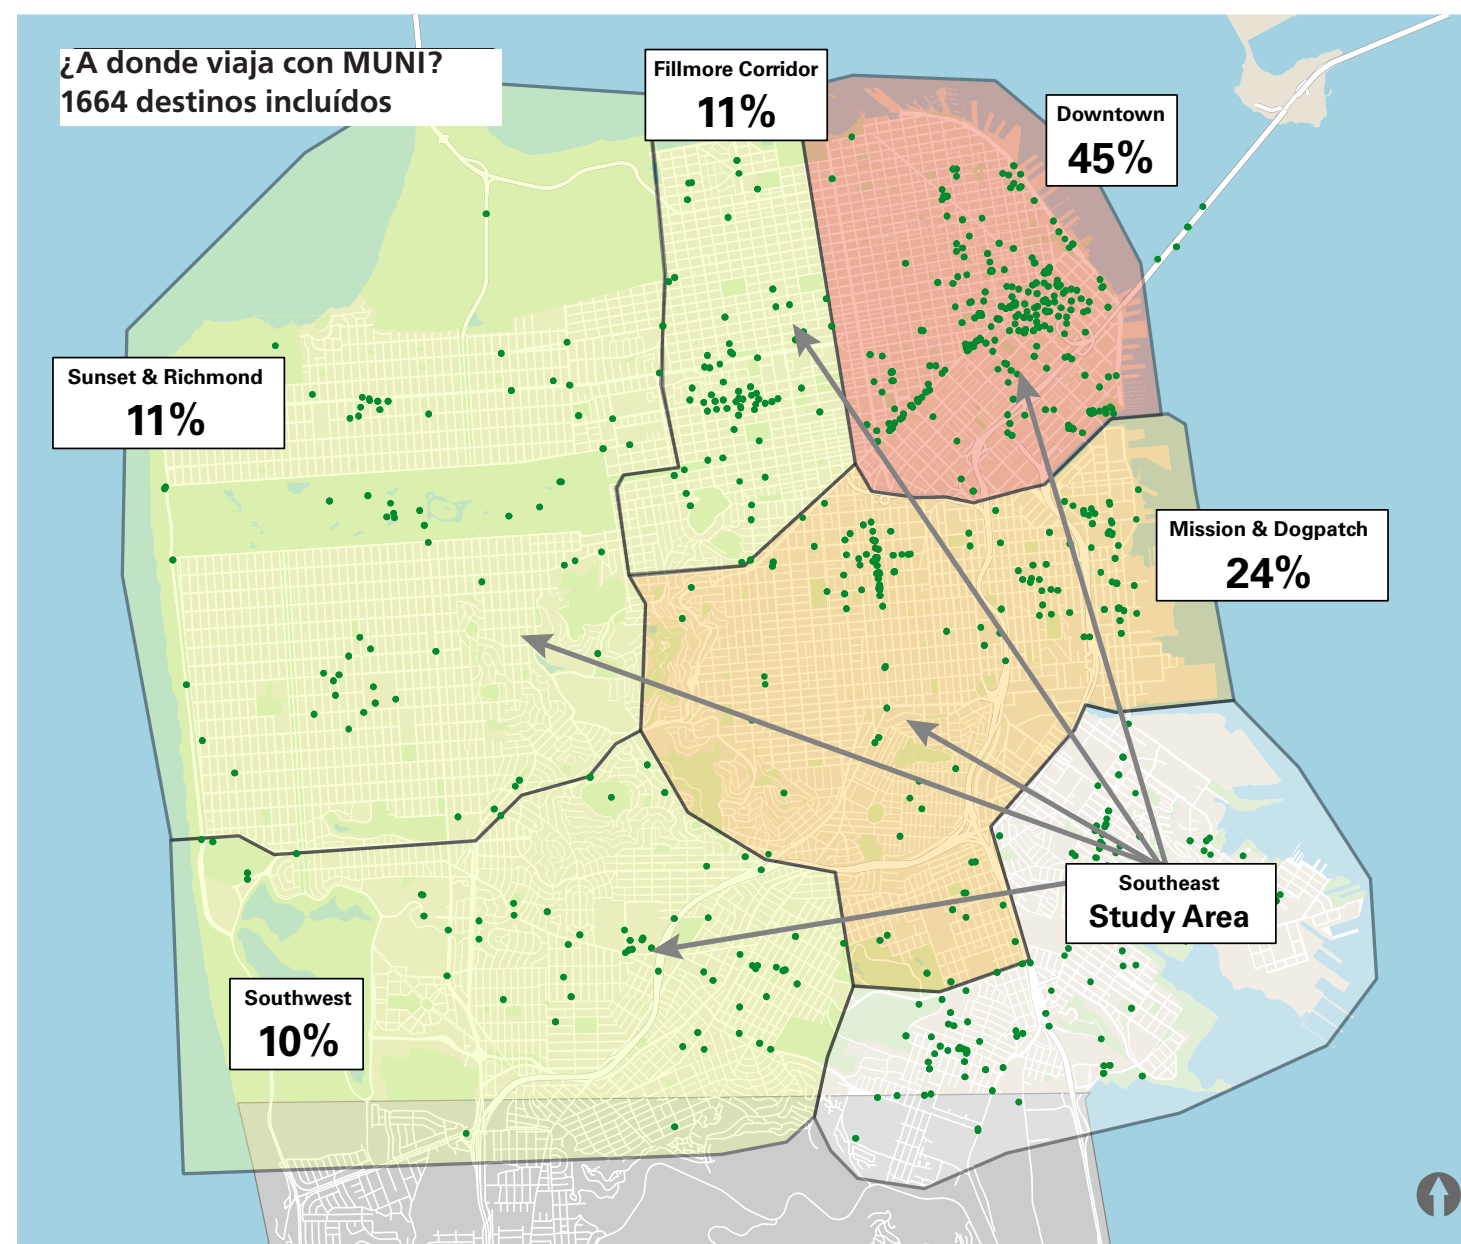 ¿A donde viaja con MUNI?
1664 destinos incluídos
Fillmore Corridor
11%
Downtown
45%
Sunset & Richmond
11%
Mission & Dogpatch
24%
Southeast
Study Area
Southwest
10%